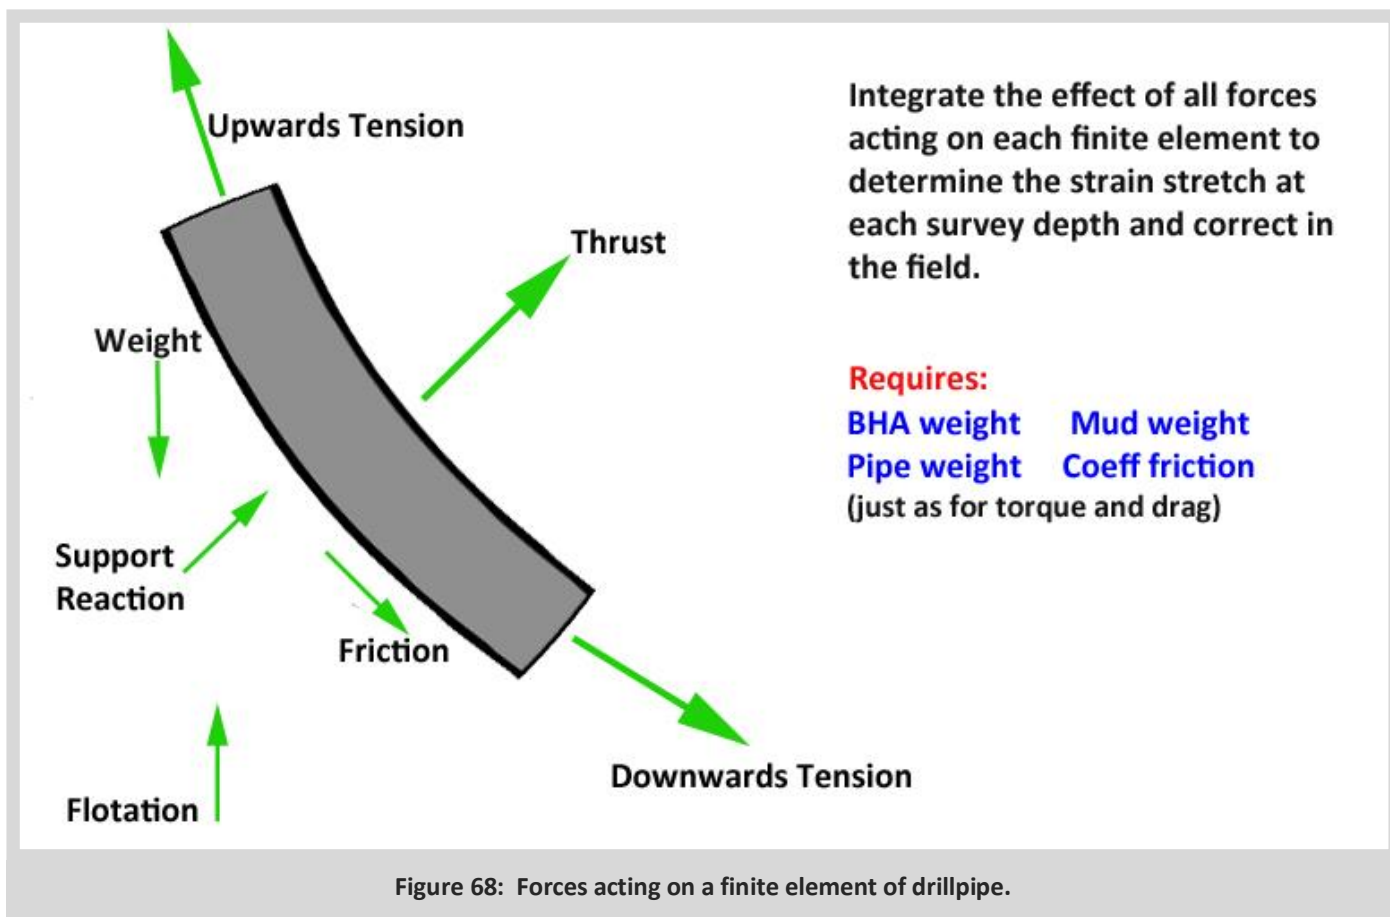 Upwards Tension
Thrust
Weight
Support
Reaction
Friction
Flotation
Downwards Tension
Integrate the effect of all forces
acting on each finite element to
determine the strain stretch at
each survey depth and correct in
the field.
Requires:
BHA weight Mud weight
Pipe weight Coeff friction
(just as for torque and drag)
Figure 68: Forces acting on a finite element of drillpipe.